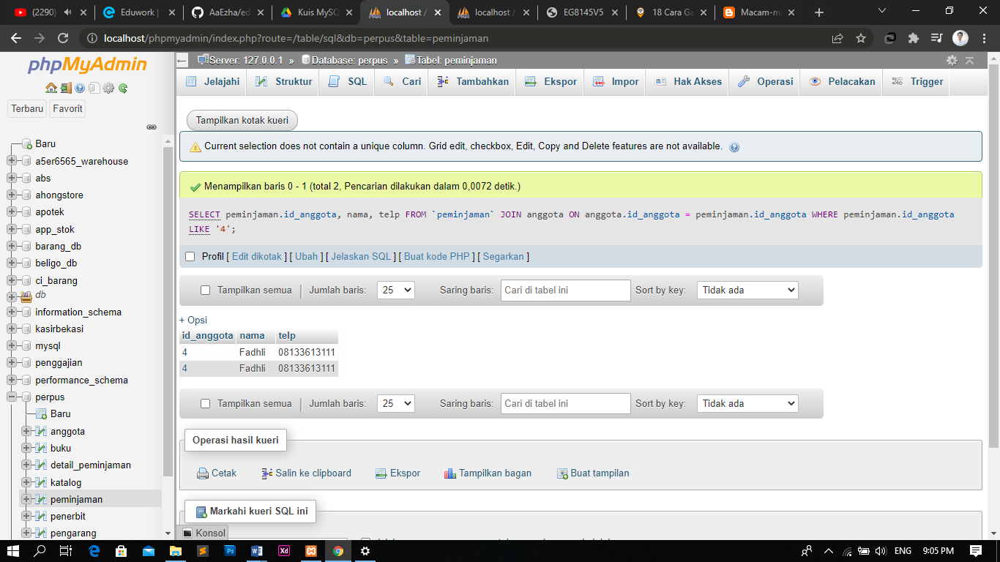 (2290)
Eduwork |
AaEzha/ed
Kuis MySQ
localhost /
localhost /
EG8145V5
18 Cara Ga
Macam-ma
localhost/phpmyadmin/index.php?route=/table/sql&db=perpus&table=peminjaman
phpMyAdmin
Terbaru Favorit
Baru
a5er6565_warehouse
abs
ahongstore
apotek
app_stok
barang_db
beligo_db
ci_barang
db
information_schema
kasirbekasi
mysql
penggajian
performance_schema
perpus
Baru
anggota
buku
detail_peminjaman
katalog
peminjaman
penerbit
pengarang
Server: 127.0.0.1 » Database: perpus » Tabel: peminjaman
Jelajahi Struktur SQL Cari Tambahkan Ekspor Impor Hak Akses Operasi Pelacakan Trigger
Tampilkan kotak kueri
Current selection does not contain a unique column. Grid edit, checkbox, Edit, Copy and Delete features are not available.
Menampilkan baris 0 - 1 (total 2, Pencarian dilakukan dalam 0,0072 detik.)
SELECT peminjaman.id_anggota, nama, telp FROM `peminjaman` JOIN anggota ON anggota.id_anggota = peminjaman.id_anggota WHERE peminjaman.id_anggota
LIKE '4';
Profil [ Edit dikotak ] [ Ubah ] [ Jelaskan SQL ] [ Buat kode PHP ] [ Segarkan ]
Tampilkan semua | Jumlah baris: 25 Saring baris: Cari di tabel ini Sort by key: Tidak ada
+ Opsi
id_anggota nama telp
4 Fadhli 08133613111
4 Fadhli 08133613111
Tampilkan semua | Jumlah baris: 25 Saring baris: Cari di tabel ini Sort by key: Tidak ada
Operasi hasil kueri
Cetak Salin ke clipboard Ekspor Tampilkan bagan Buat tampilan
Markahi kueri SQL ini
Konsol
ENG 9:05 PM